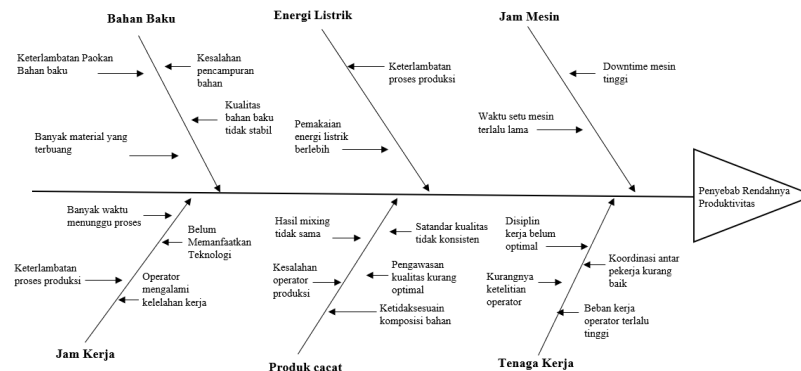 Bahan Baku
Energi Listrik
Jam Mesin
Keterlambatan Paokan
Bahan baku
Kesalahan
pencampuran
bahan
Kualitas
bahan baku
tidak stabil
Banyak material yang
terbuang
Keterlambatan
proses produksi
Pemakaian
energi listrik
berlebih
Downtime mesin
tinggi
Waktu setu mesin
terlalu lama
Penyebab Rendahnya
Produktivitas
Banyak waktu
menunggu proses
Belum
Memanfaatkan
Teknologi
Keterlambatan
proses produksi
Operator
mengalami
kelelahan kerja
Hasil mixing
tidak sama
Satandar kualitas
tidak konsisten
Kesalahan
operator
produksi
Pengawasan
kualitas kurang
optimal
Ketidaksesuain
komposisi bahan
Disiplin
kerja belum
optimal
Koordinasi antar
pekerja kurang
baik
Kurangnya
ketelitian
operator
Beban kerja
operator terlalu
tinggi
Jam Kerja
Produk cacat
Tenaga Kerja